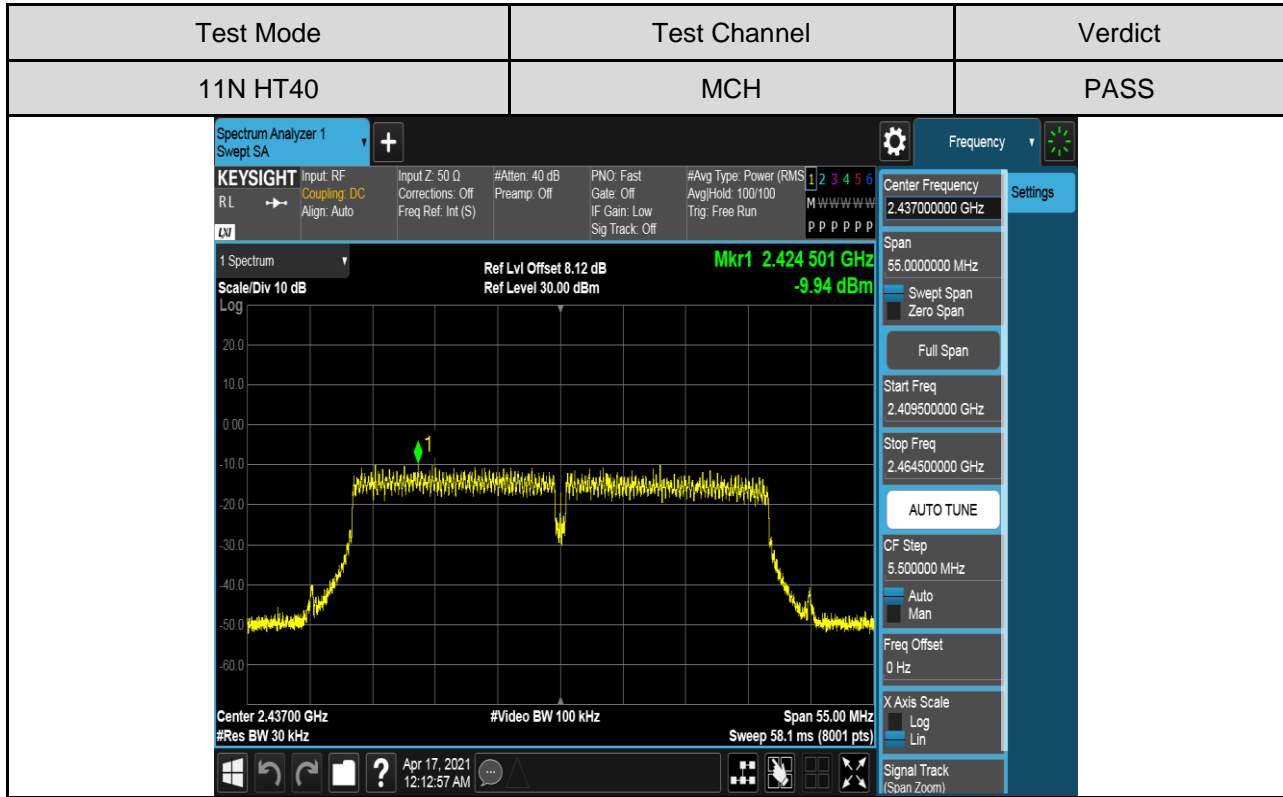 Test Mode Test Channel Verdict
11N HT40 MCH PASS
Spectrum Analyzer 1
Swept SA
+
Frequency
KEYSIGHT
RL
LXI
Input: RF
Coupling: DC
Align: Auto
Input Z: 50 Ω
Corrections: Off
Freq Ref: Int (S)
#Atten: 40 dB
Preamp: Off
PNO: Fast
Gate: Off
IF Gain: Low
Sig Track: Off
#Avg Type: Power (RMS
Avg|Hold: 100/100
Trig: Free Run
1 2 3 4 5 6
M W W W W W
P P P P P P
1 Spectrum
Scale/Div 10 dB
Log
Ref Lvl Offset 8.12 dB
Ref Level 30.00 dBm
Mkr1 2.424 501 GHz
-9.94 dBm
20.0
10.0
0.00
-10.0
-20.0
-30.0
-40.0
-50.0
-60.0
1
Center 2.43700 GHz
#Res BW 30 kHz
#Video BW 100 kHz
Span 55.00 MHz
Sweep 58.1 ms (8001 pts)
Center Frequency
2.437000000 GHz
Settings
Span
55.0000000 MHz
Swept Span
Zero Span
Full Span
Start Freq
2.409500000 GHz
Stop Freq
2.464500000 GHz
AUTO TUNE
CF Step
5.500000 MHz
Auto
Man
Freq Offset
0 Hz
X Axis Scale
Log
Lin
Signal Track
(Span Zoom)
?
Apr 17, 2021
12:12:57 AM